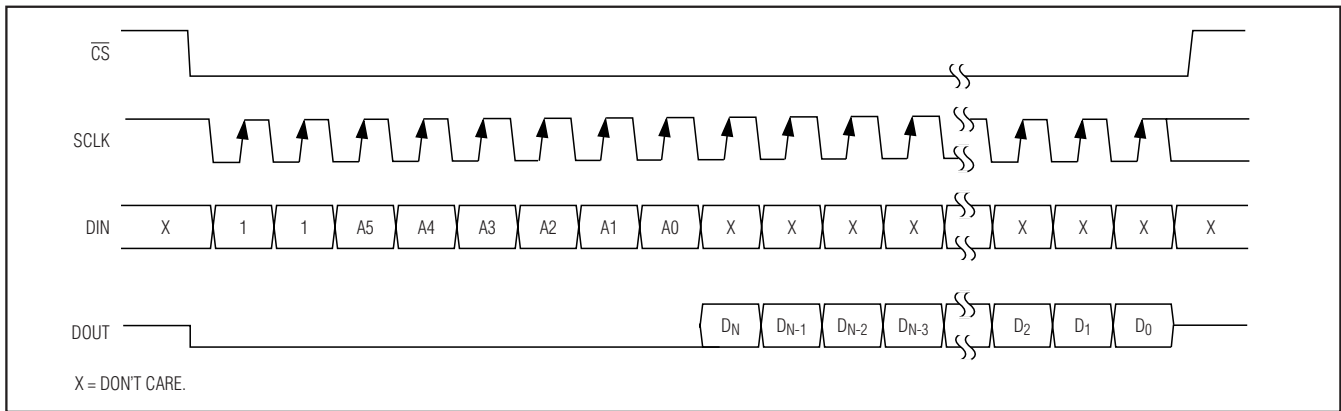 CS
SCLK
DIN X 1 1 A5 A4 A3 A2 A1 A0 X X X X X X X X
DOUT DN DN-1 DN-2 DN-3 D2 D1 D0
X = DON'T CARE.